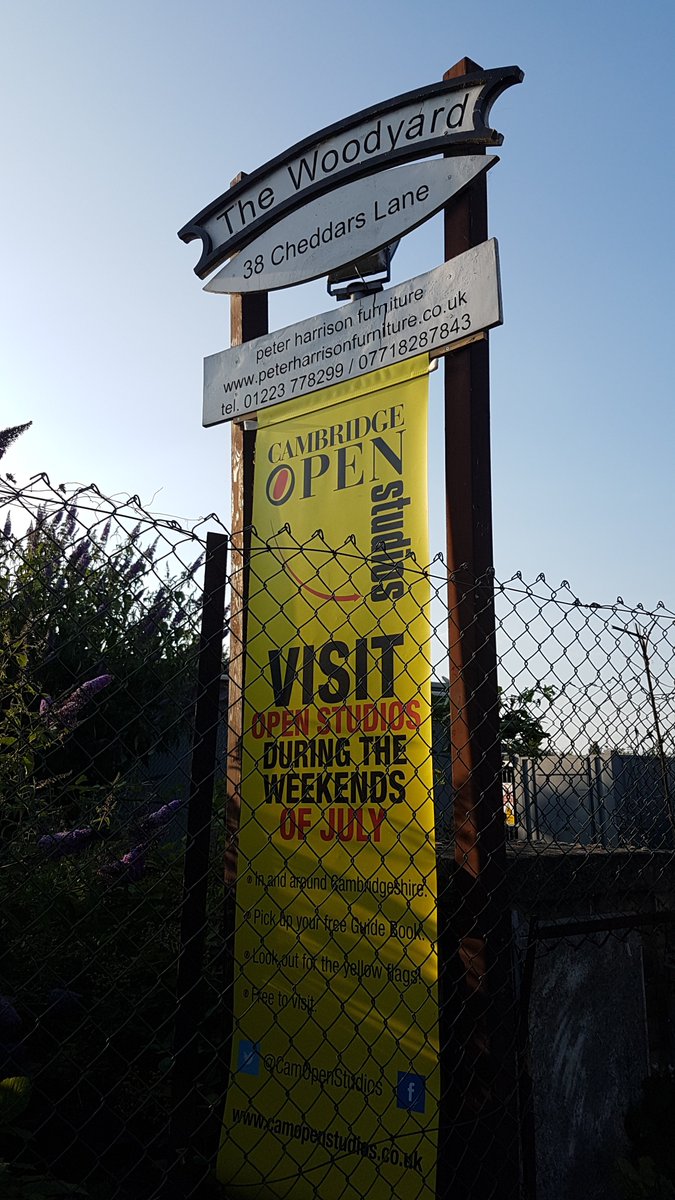 The Woodyard
38 Cheddars Lane
peter harrison furniture
www.peterharrisonfurniture.co.uk
tel. 01223 778299 / 07718287843
CAMBRIDGE
OPEN
studios
VISIT
OPEN STUDIOS
DURING THE
WEEKENDS
OF JULY
• In and around Cambridgeshire.
• Pick up your free Guide Book.
• Look out for the yellow flags!
• Free to visit.
@CamOpenStudios
f
www.camopenstudios.co.uk